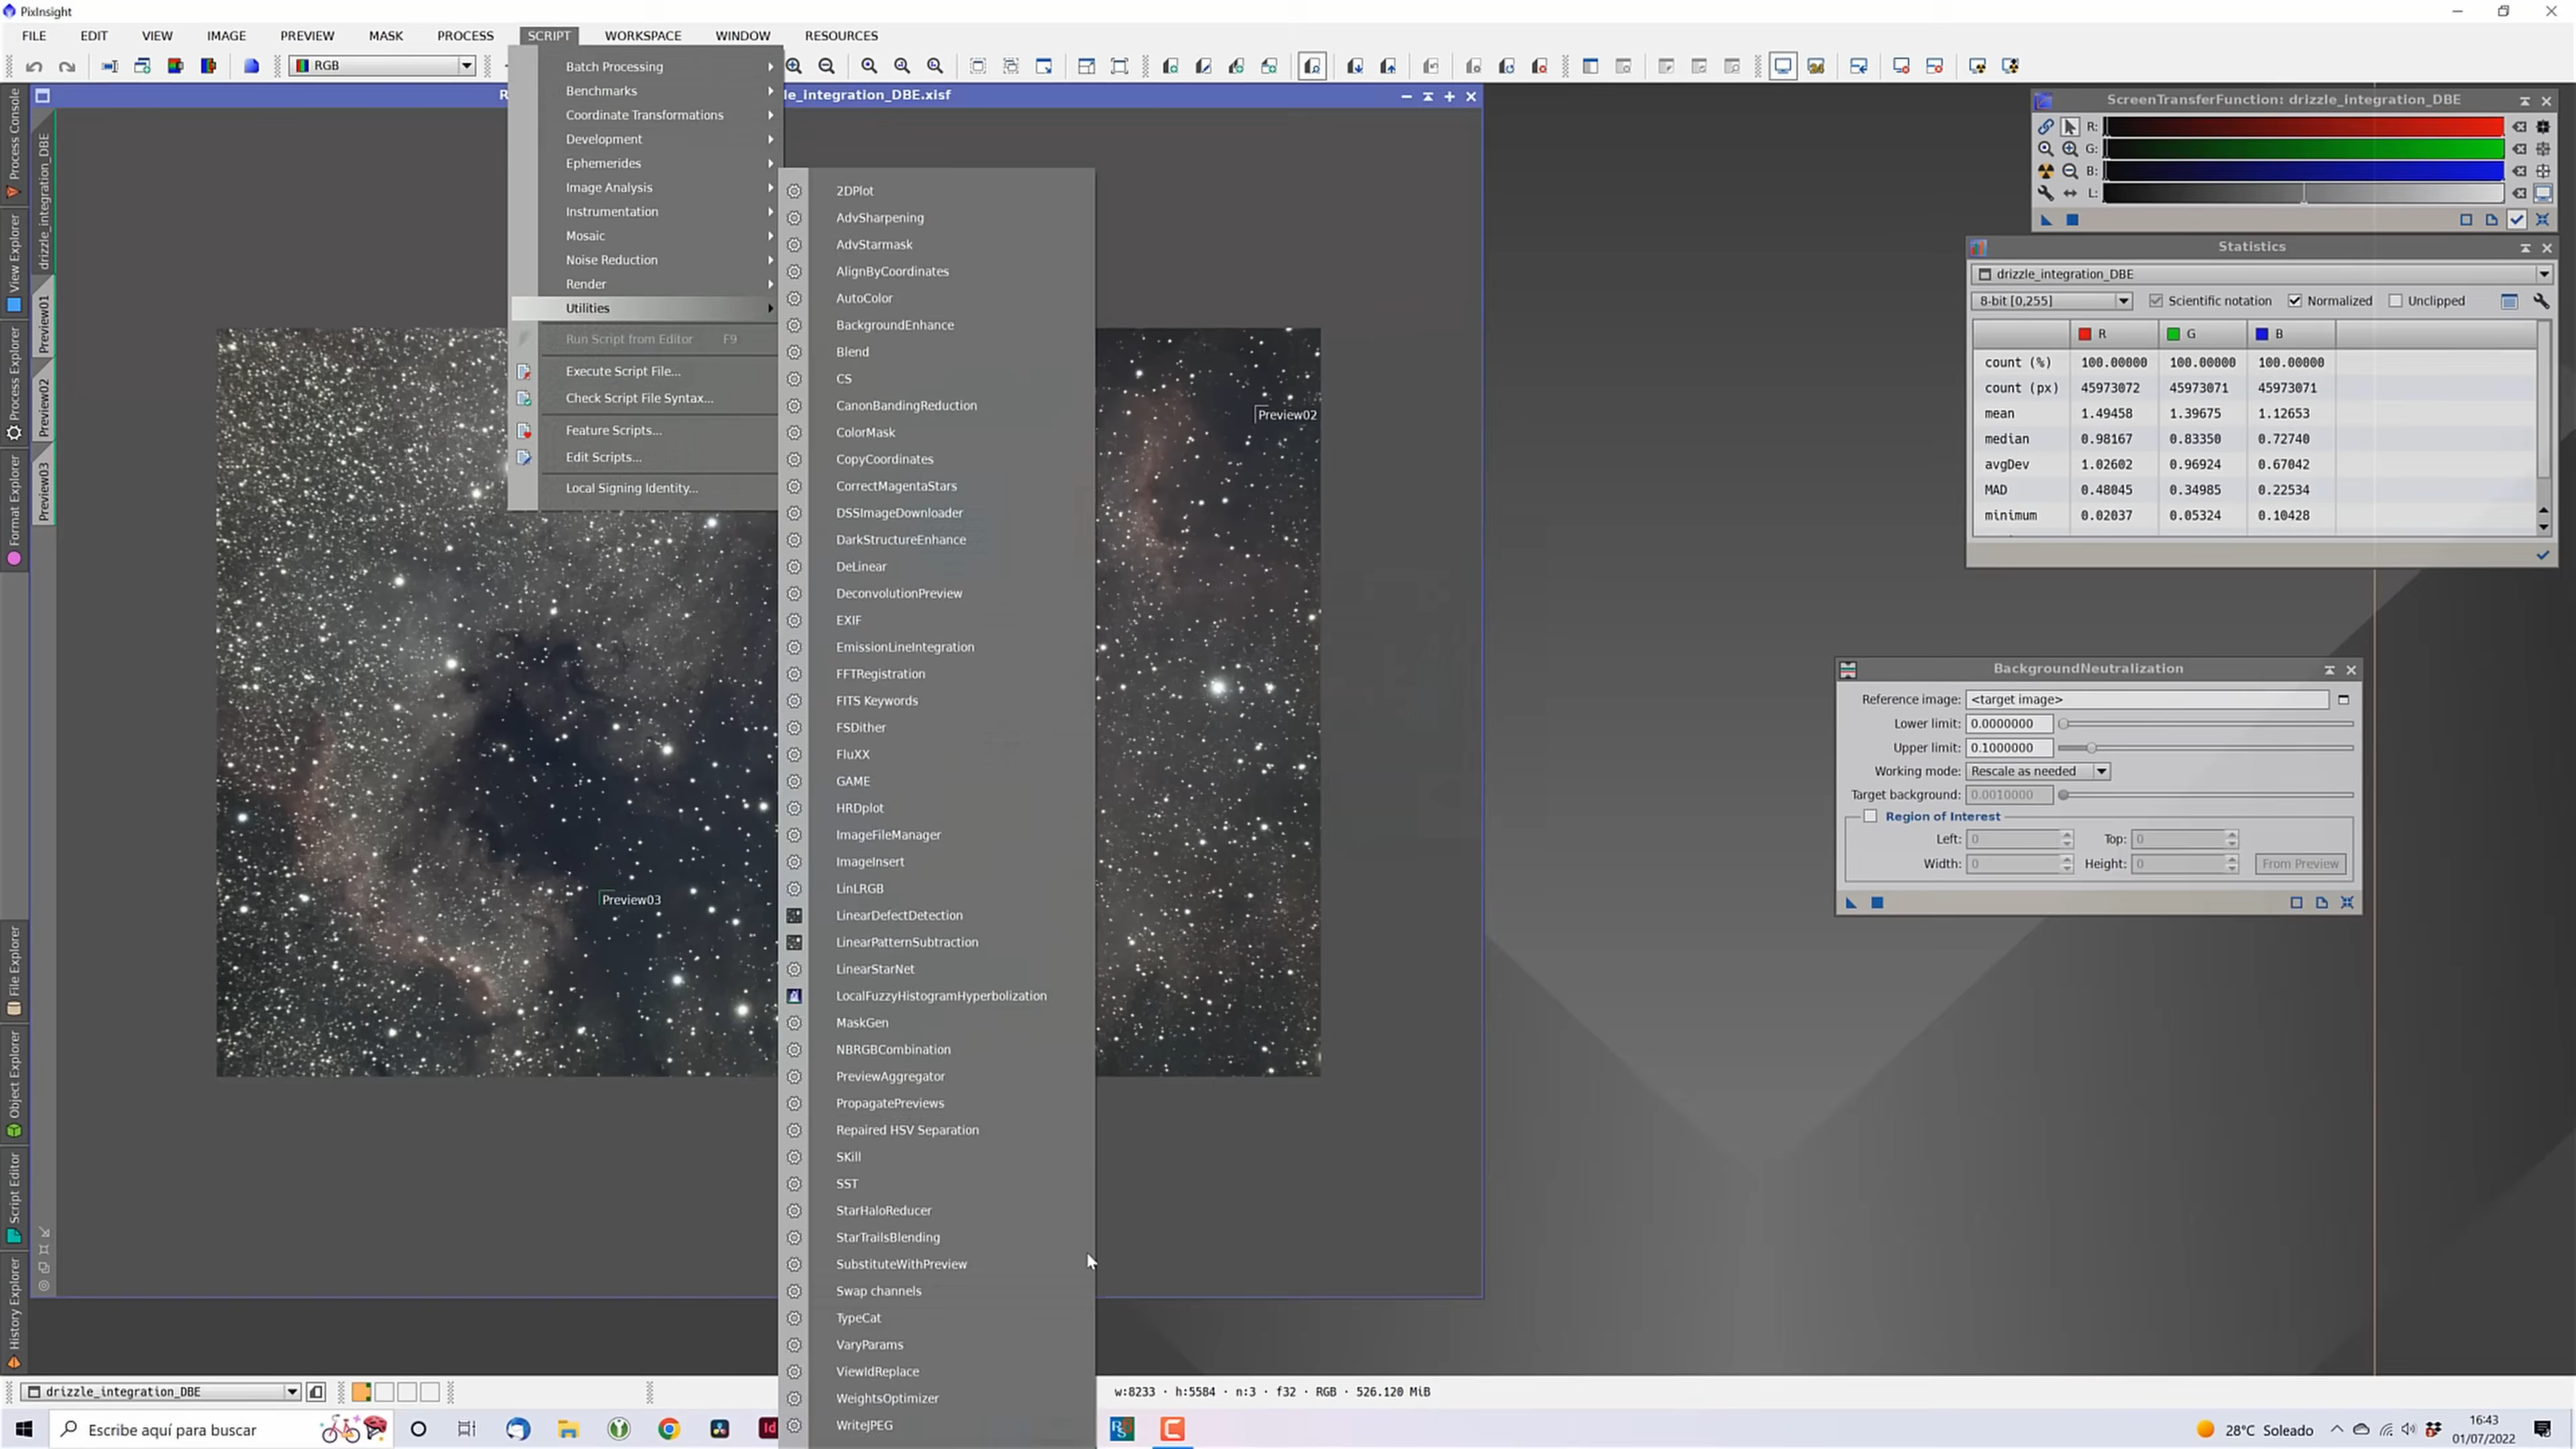 PixInsight
FILE EDIT VIEW IMAGE PREVIEW MASK PROCESS SCRIPT WORKSPACE WINDOW RESOURCES
RGB
R
le_integration_DBE.xisf
Process Console
View Explorer
Process Explorer
Format Explorer
File Explorer
Object Explorer
Script Editor
History Explorer
drizzle_integration_DBE
Preview01
Preview02
Preview03
Batch Processing
Benchmarks
Coordinate Transformations
Development
Ephemerides
Image Analysis
Instrumentation
Mosaic
Noise Reduction
Render
Utilities
Run Script from Editor F9
Execute Script File...
Check Script File Syntax...
Feature Scripts...
Edit Scripts...
Local Signing Identity...
2DPlot
AdvSharpening
AdvStarmask
AlignByCoordinates
AutoColor
BackgroundEnhance
Blend
CS
CanonBandingReduction
ColorMask
CopyCoordinates
CorrectMagentaStars
DSSImageDownloader
DarkStructureEnhance
DeLinear
DeconvolutionPreview
EXIF
EmissionLineIntegration
FFTRegistration
FITS Keywords
FSDither
FluXX
GAME
HRDplot
ImageFileManager
ImageInsert
LinLRGB
LinearDefectDetection
LinearPatternSubtraction
LinearStarNet
LocalFuzzyHistogramHyperbolization
MaskGen
NBRGBCombination
PreviewAggregator
PropagatePreviews
Repaired HSV Separation
SKill
SST
StarHaloReducer
StarTrailsBlending
SubstituteWithPreview
Swap channels
TypeCat
VaryParams
ViewIdReplace
WeightsOptimizer
WriteJPEG
Preview02
Preview03
ScreenTransferFunction: drizzle_integration_DBE
R:
G:
B:
L:
Statistics
drizzle_integration_DBE
8-bit [0,255] Scientific notation Normalized Unclipped
R G B
count (%) 100.00000 100.00000 100.00000
count (px) 45973072 45973071 45973071
mean 1.49458 1.39675 1.12653
median 0.98167 0.83350 0.72740
avgDev 1.02602 0.96924 0.67042
MAD 0.48045 0.34985 0.22534
minimum 0.02037 0.05324 0.10428
BackgroundNeutralization
Reference image: <target image>
Lower limit: 0.0000000
Upper limit: 0.1000000
Working mode: Rescale as needed
Target background: 0.0010000
Region of Interest
Left: 0 Top: 0
Width: 0 Height: 0 From Preview
drizzle_integration_DBE
w:8233 · h:5584 · n:3 · f32 · RGB · 526.120 MiB
Escribe aquí para buscar
Id
28°C Soleado
16:43
01/07/2022